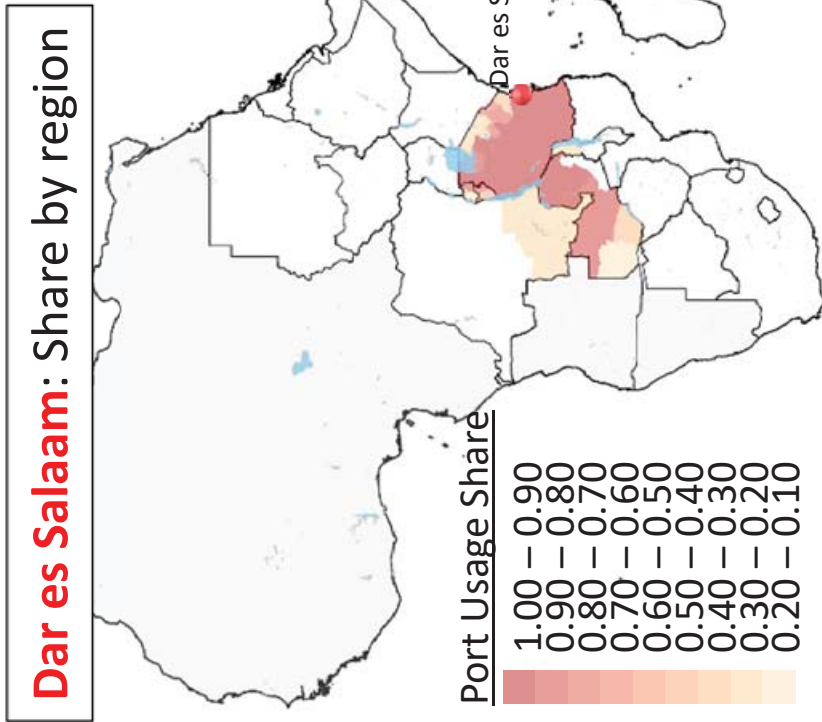 Dar es Salaam: Share by region
Dar es S
Port Usage Share
1.00 – 0.90
0.90 – 0.80
0.80 – 0.70
0.70 – 0.60
0.60 – 0.50
0.50 – 0.40
0.40 – 0.30
0.30 – 0.20
0.20 – 0.10